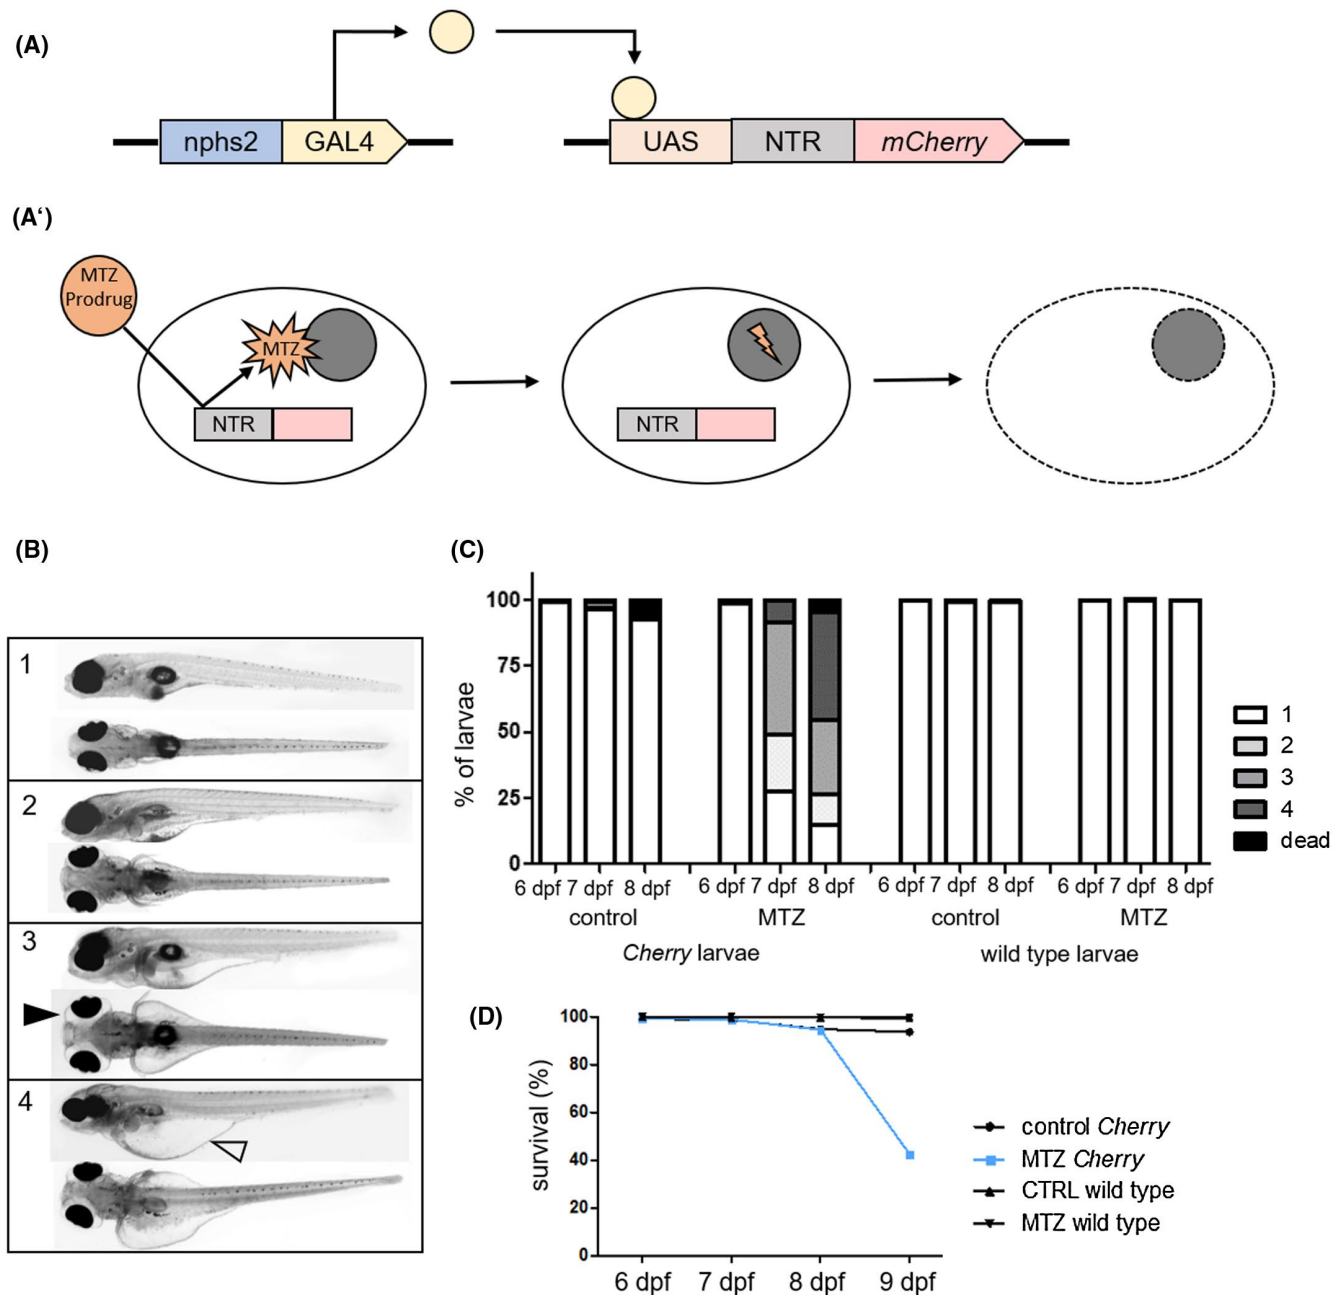 (A)
nphs2 GAL4 UAS NTR mCherry
(A‘)
MTZ
Prodrug
MTZ
NTR NTR
(B)
(C)
1
2
3
4
100
75
50
25
0
% of larvae
6 dpf 7 dpf 8 dpf 6 dpf 7 dpf 8 dpf 6 dpf 7 dpf 8 dpf 6 dpf 7 dpf 8 dpf
control MTZ control MTZ
Cherry larvae wild type larvae
1
2
3
4
dead
(D)
100
80
60
40
20
0
survival (%)
6 dpf 7 dpf 8 dpf 9 dpf
control Cherry
MTZ Cherry
CTRL wild type
MTZ wild type